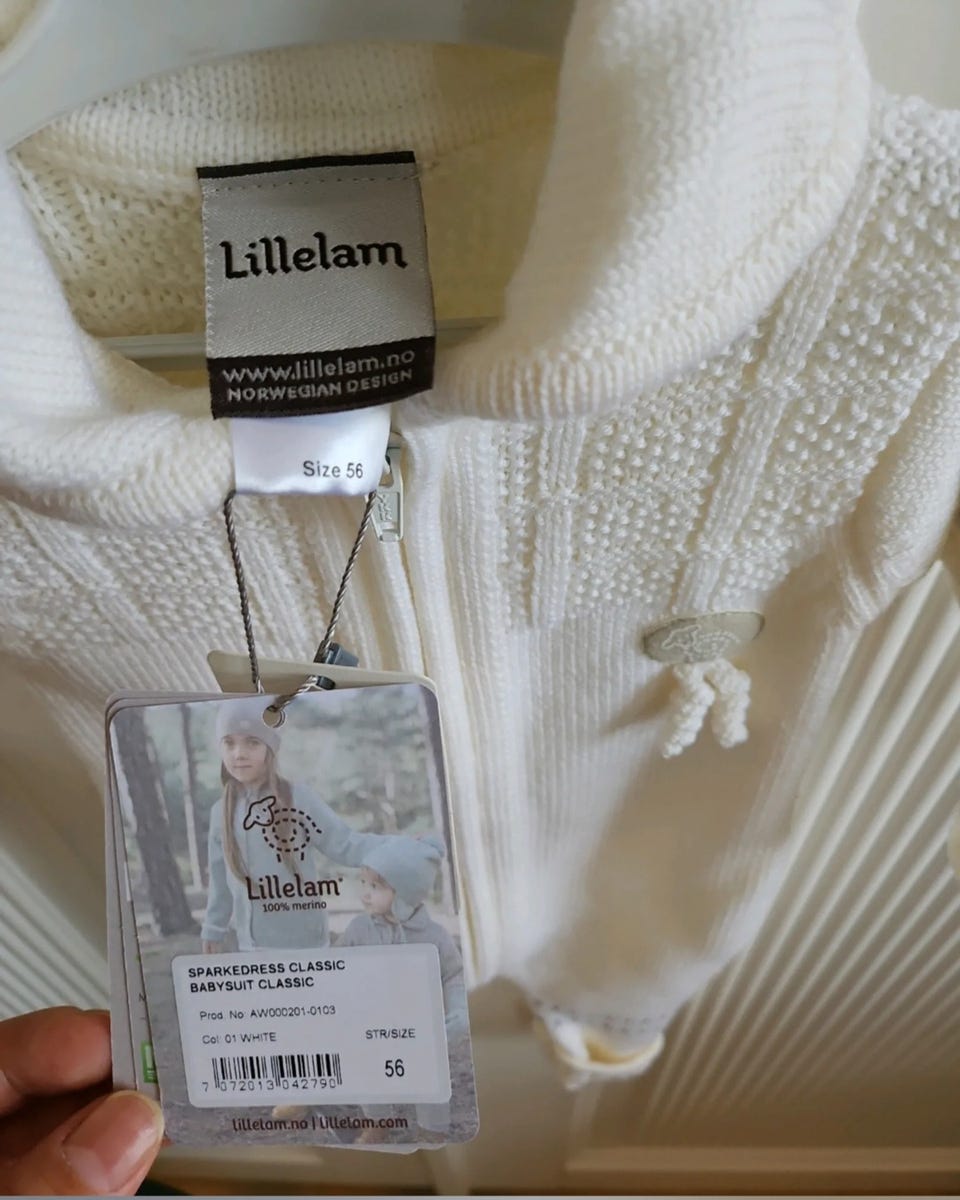 Lillelam
www.lillelam.no
NORWEGIAN DESIGN
Size 56
Lillelam®
100% merino
SPARKEDRESS CLASSIC
BABYSUIT CLASSIC
Prod. No: AW000201-0103
Col: 01 WHITE
STR/SIZE
56
7 072013 042790
lillelam.no | lillelam.com